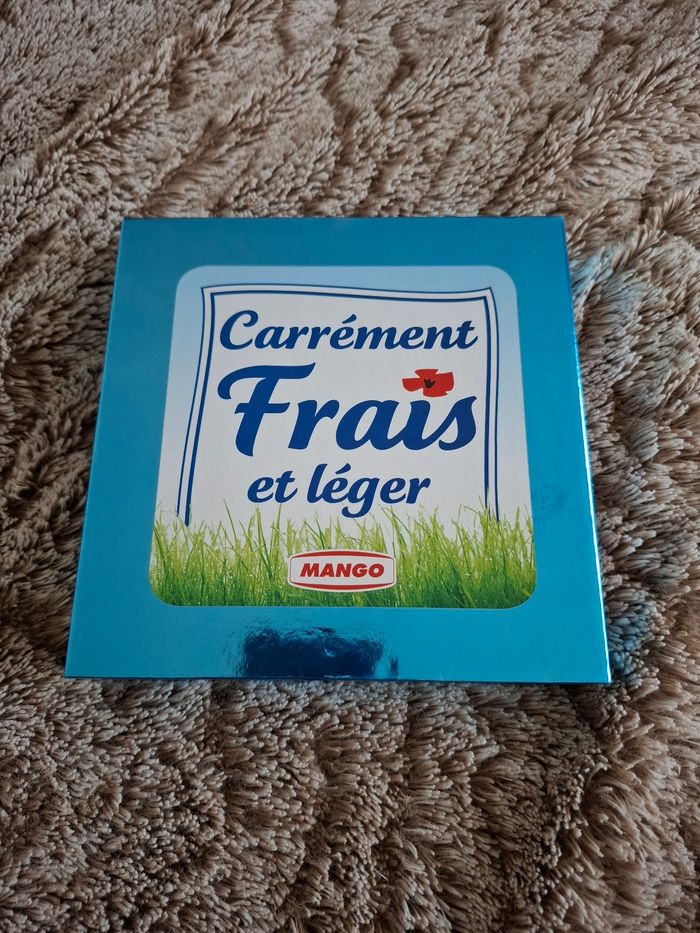 Carrément
Frais
et léger
MANGO